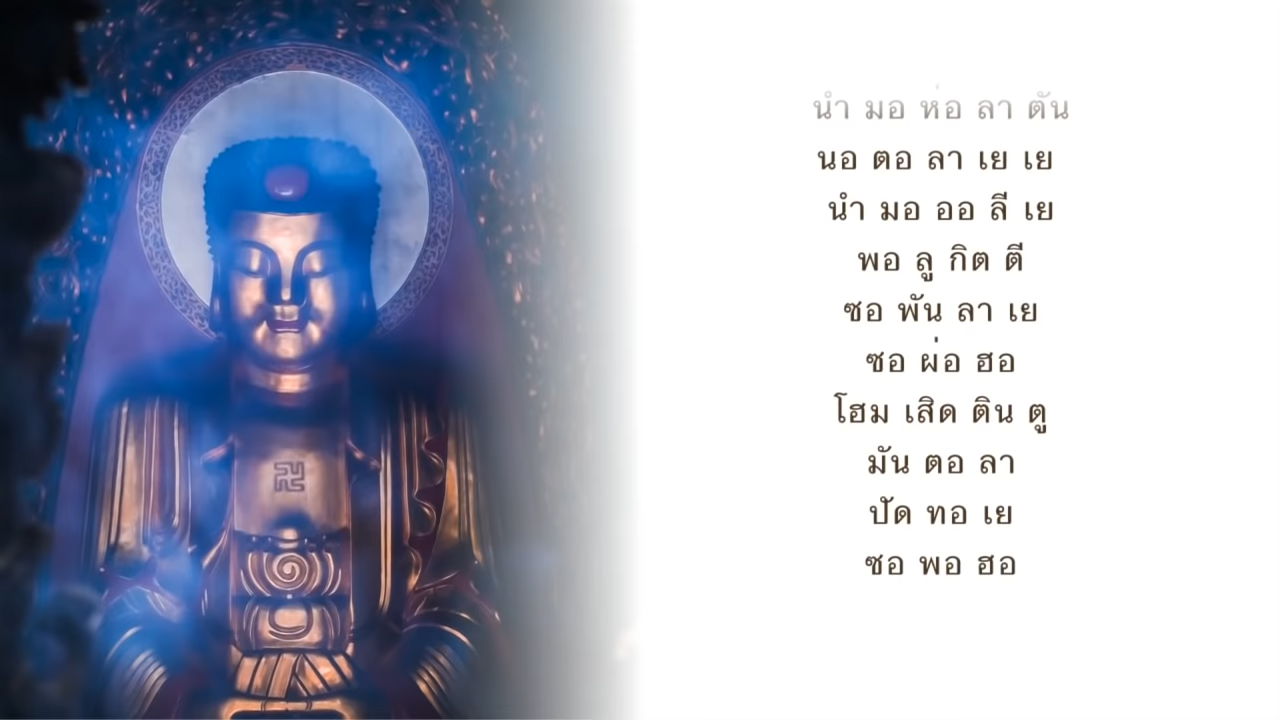 นำ มอ ห่อ ลา ตัน
นอ ตอ ลา เย เย
นำ มอ ออ ลี เย
พอ ลู กิต ตี
ซอ พัน ลา เย
ซอ ผ่อ ฮอ
โฮม เสิด ติน ตู
มัน ตอ ลา
ปัด ทอ เย
ซอ พอ ฮอ